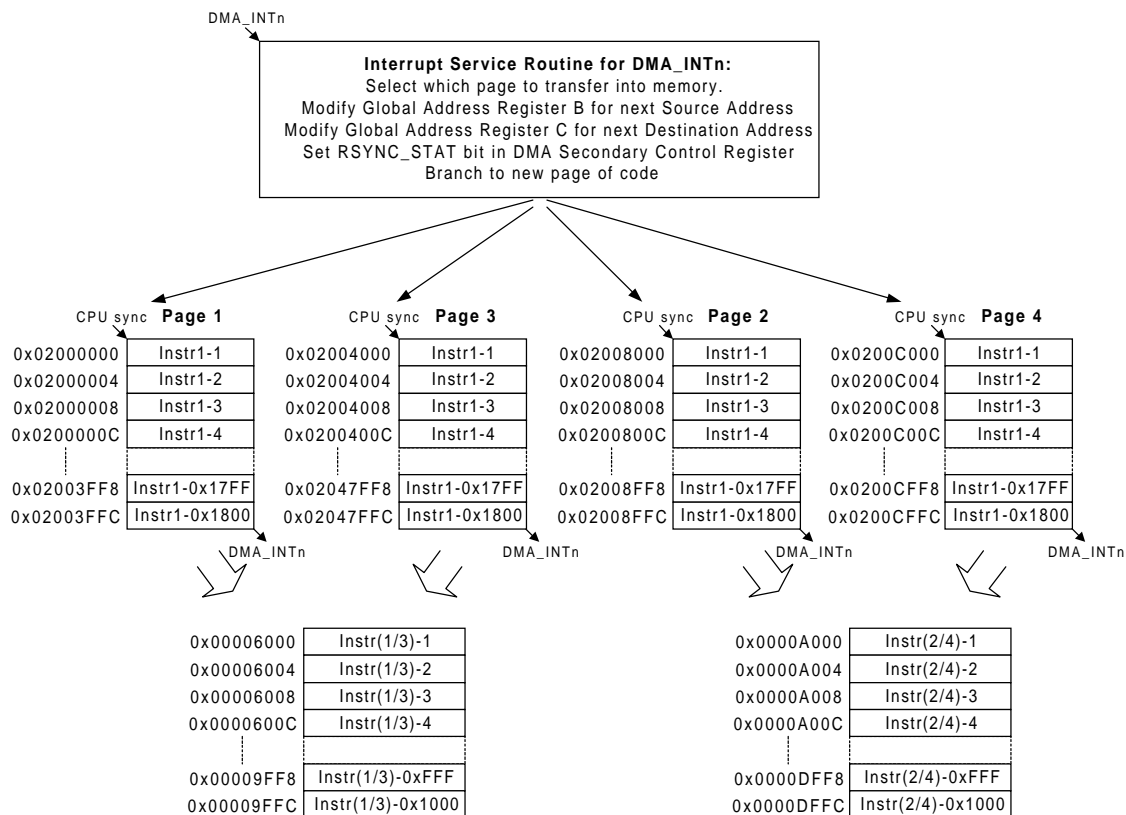 DMA_INTn
Interrupt Service Routine for DMA_INTn:
Select which page to transfer into memory.
Modify Global Address Register B for next Source Address
Modify Global Address Register C for next Destination Address
Set RSYNC_STAT bit in DMA Secondary Control Register
Branch to new page of code
CPU sync Page 1
0x02000000 Instr1-1
0x02000004 Instr1-2
0x02000008 Instr1-3
0x0200000C Instr1-4
0x02003FF8 Instr1-0x17FF
0x02003FFC Instr1-0x1800
DMA_INTn
CPU sync Page 3
0x02004000 Instr1-1
0x02004004 Instr1-2
0x02004008 Instr1-3
0x0200400C Instr1-4
0x02047FF8 Instr1-0x17FF
0x02047FFC Instr1-0x1800
DMA_INTn
CPU sync Page 2
0x02008000 Instr1-1
0x02008004 Instr1-2
0x02008008 Instr1-3
0x0200800C Instr1-4
0x02008FF8 Instr1-0x17FF
0x02008FFC Instr1-0x1800
DMA_INTn
CPU sync Page 4
0x0200C000 Instr1-1
0x0200C004 Instr1-2
0x0200C008 Instr1-3
0x0200C00C Instr1-4
0x0200CFF8 Instr1-0x17FF
0x0200CFFC Instr1-0x1800
DMA_INTn
0x00006000 Instr(1/3)-1
0x00006004 Instr(1/3)-2
0x00006008 Instr(1/3)-3
0x0000600C Instr(1/3)-4
0x00009FF8 Instr(1/3)-0xFFF
0x00009FFC Instr(1/3)-0x1000
0x0000A000 Instr(2/4)-1
0x0000A004 Instr(2/4)-2
0x0000A008 Instr(2/4)-3
0x0000A00C Instr(2/4)-4
0x0000DFF8 Instr(2/4)-0xFFF
0x0000DFFC Instr(2/4)-0x1000